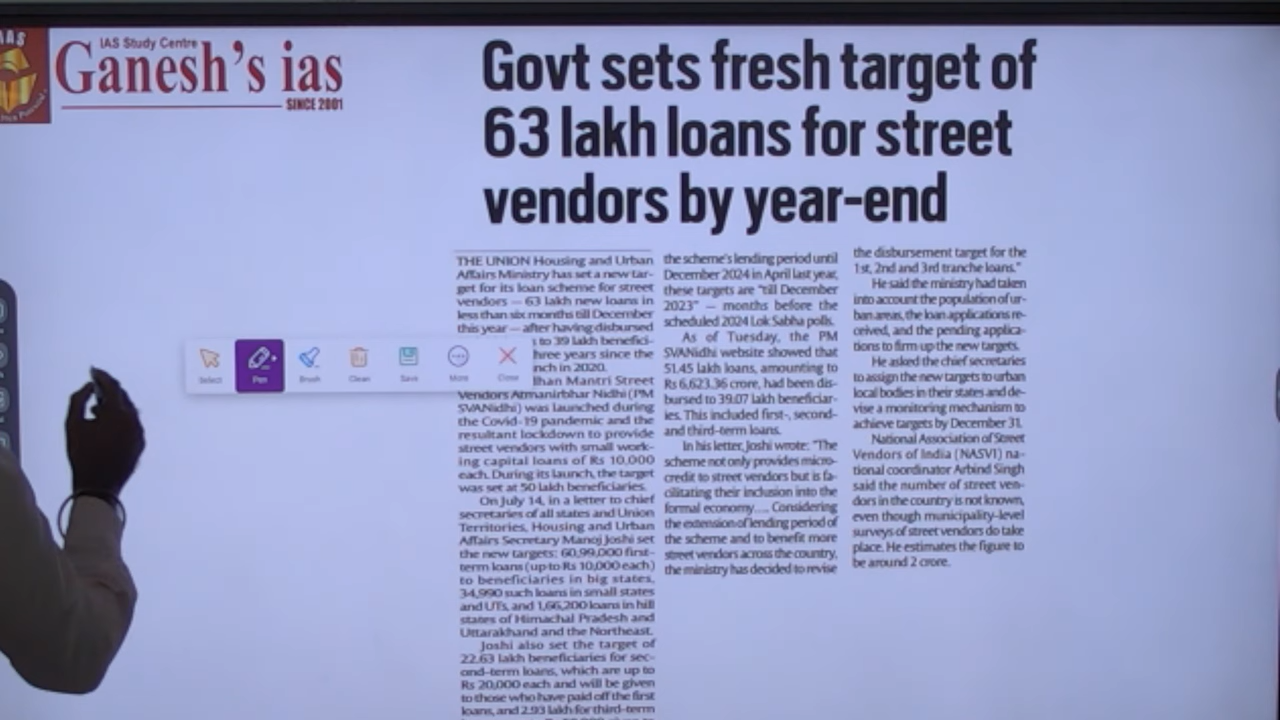 IAS
IAS Study Centre
Ganesh's ias
SINCE 2001
Govt sets fresh target of
63 lakh loans for street
vendors by year-end
THE UNION Housing and Urban
Affairs Ministry has set a new tar-
get for its loan scheme for street
vendors — 63 lakh new loans in
less than six months till December
this year — after having disbursed
s to 39 lakh benefici-
hree years since the
nch in 2020.
dhan Mantri Street
Vendors Atmanirbhar Nidhi (PM
SVANidhi) was launched during
the Covid-19 pandemic and the
resultant lockdown to provide
street vendors with small work-
ing capital loans of Rs 10,000
each. During its launch, the target
was set at 50 lakh beneficiaries.
On July 14, in a letter to chief
secretaries of all states and Union
Territories, Housing and Urban
Affairs Secretary Manoj Joshi set
the new targets: 60,99,000 first-
term loans (up to Rs 10,000 each)
to beneficiaries in big states,
34,990 such loans in small states
and UTs, and 1,66,200 loans in hill
states of Himachal Pradesh and
Uttarakhand and the Northeast.
Joshi also set the target of
22.63 lakh beneficiaries for sec-
ond-term loans, which are up to
Rs 20,000 each and will be given
to those who have paid off the first
loans, and 2.93 lakh for third-term
the scheme's lending period until
December 2024 in April last year,
these targets are "till December
2023" — months before the
scheduled 2024 Lok Sabha polls.
As of Tuesday, the PM
SVANidhi website showed that
51.45 lakh loans, amounting to
Rs 6,623.36 crore, had been dis-
bursed to 39.07 lakh beneficiar-
ies. This included first-, second-
and third-term loans.
In his letter, Joshi wrote: "The
scheme not only provides micro-
credit to street vendors but is fa-
cilitating their inclusion into the
formal economy.... Considering
the extension of lending period of
the scheme and to benefit more
street vendors across the country,
the ministry has decided to revise
the disbursement target for the
1st, 2nd and 3rd tranche loans."
He said the ministry had taken
into account the population of ur-
ban areas, the loan applications re-
ceived, and the pending applica-
tions to firm up the new targets.
He asked the chief secretaries
to assign the new targets to urban
local bodies in their states and de-
vise a monitoring mechanism to
achieve targets by December 31.
National Association of Street
Vendors of India (NASVI) na-
tional coordinator Arbind Singh
said the number of street ven-
dors in the country is not known,
even though municipality-level
surveys of street vendors do take
place. He estimates the figure to
be around 2 crore.
Select Pen Brush Clean Save More Close